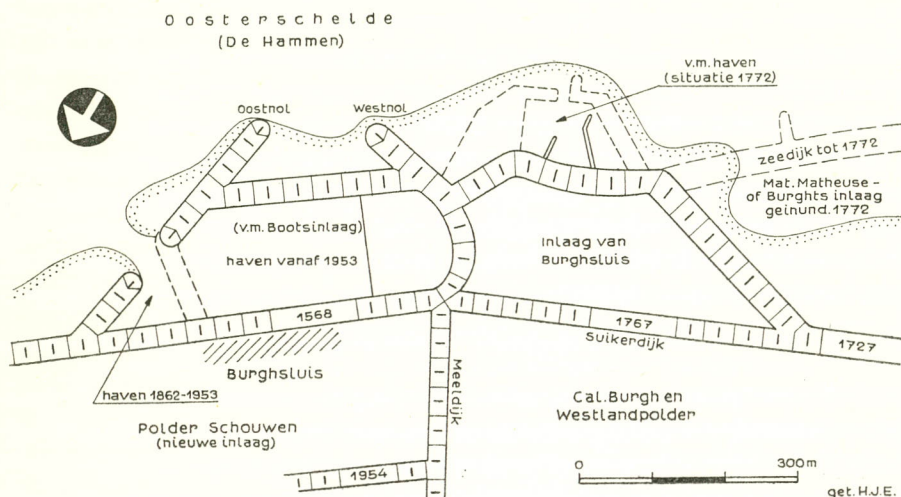 Oosterschelde
(De Hammen)
v.m. haven
(situatie 1772)
Oostnol
Westnol
zeedijk tot 1772
Mat. Matheuse-
of Burghts inlaag
geinund. 1772
(v.m. Bootsinlaag)
haven vanaf 1953
Inlaag van
Burghsluis
1568
1767
Suikerdijk
1727
Burghsluis
haven 1862-1953
Meeldijk
Cal. Burgh en
Westlandpolder
Polder Schouwen
(nieuwe inlaag)
1954
0 300m
get. H.J.E.